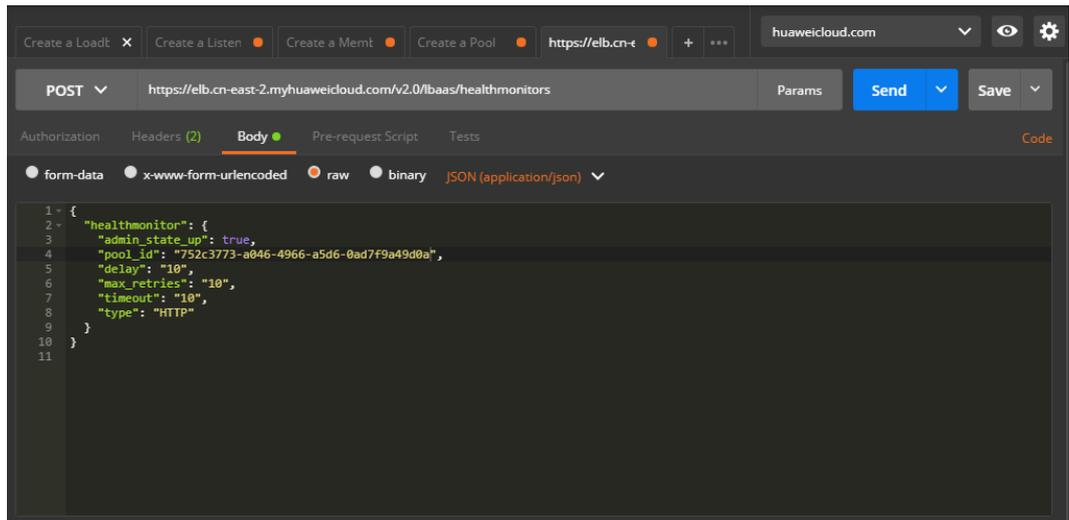 Create a Loadb Create a Listen Create a Memb Create a Pool https://elb.cn-e + ••• huaweicloud.com
POST https://elb.cn-east-2.myhuaweicloud.com/v2.0/lbaas/healthmonitors Params Send Save
Authorization Headers (2) Body Pre-request Script Tests Code
form-data x-www-form-urlencoded raw binary JSON (application/json)
1 {
2 "healthmonitor": {
3 "admin_state_up": true,
4 "pool_id": "752c3773-a046-4966-a5d6-0ad7f9a49d0a",
5 "delay": "10",
6 "max_retries": "10",
7 "timeout": "10",
8 "type": "HTTP"
9 }
10 }
11